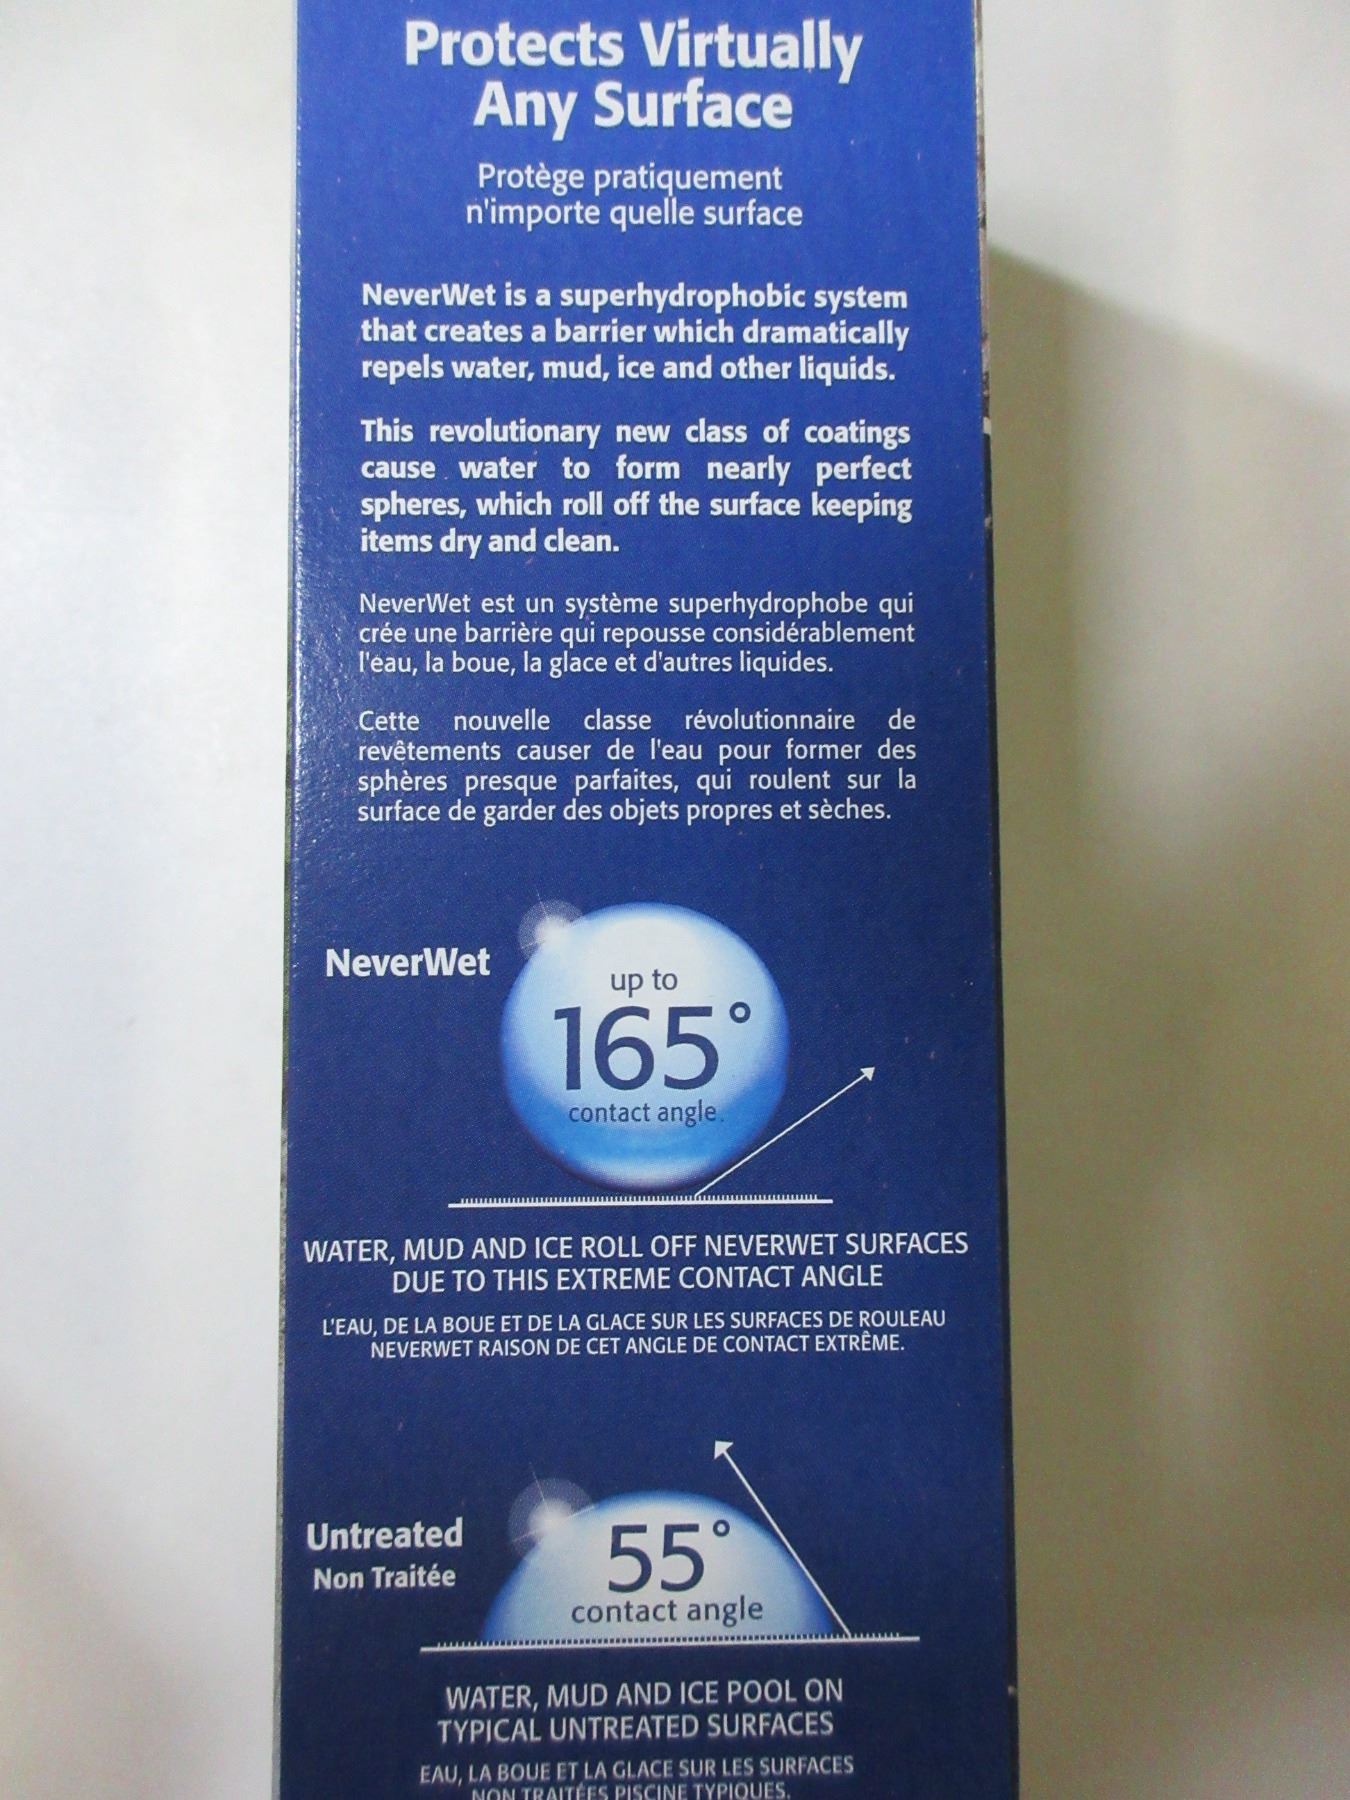 Protects Virtually
Any Surface
Protège pratiquement
n'importe quelle surface
NeverWet is a superhydrophobic system
that creates a barrier which dramatically
repels water, mud, ice and other liquids.
This revolutionary new class of coatings
cause water to form nearly perfect
spheres, which roll off the surface keeping
items dry and clean.
NeverWet est un système superhydrophobe qui
crée une barrière qui repousse considérablement
l'eau, la boue, la glace et d'autres liquides.
Cette nouvelle classe révolutionnaire de
revêtements causer de l'eau pour former des
sphères presque parfaites, qui roulent sur la
surface de garder des objets propres et sèches.
NeverWet
up to
165°
contact angle.
WATER, MUD AND ICE ROLL OFF NEVERWET SURFACES
DUE TO THIS EXTREME CONTACT ANGLE
L'EAU, DE LA BOUE ET DE LA GLACE SUR LES SURFACES DE ROULEAU
NEVERWET RAISON DE CET ANGLE DE CONTACT EXTRÊME.
Untreated
Non Traitée
55°
contact angle
WATER, MUD AND ICE POOL ON
TYPICAL UNTREATED SURFACES
EAU, LA BOUE ET LA GLACE SUR LES SURFACES
NON TRAITÉES PISCINE TYPIQUES.